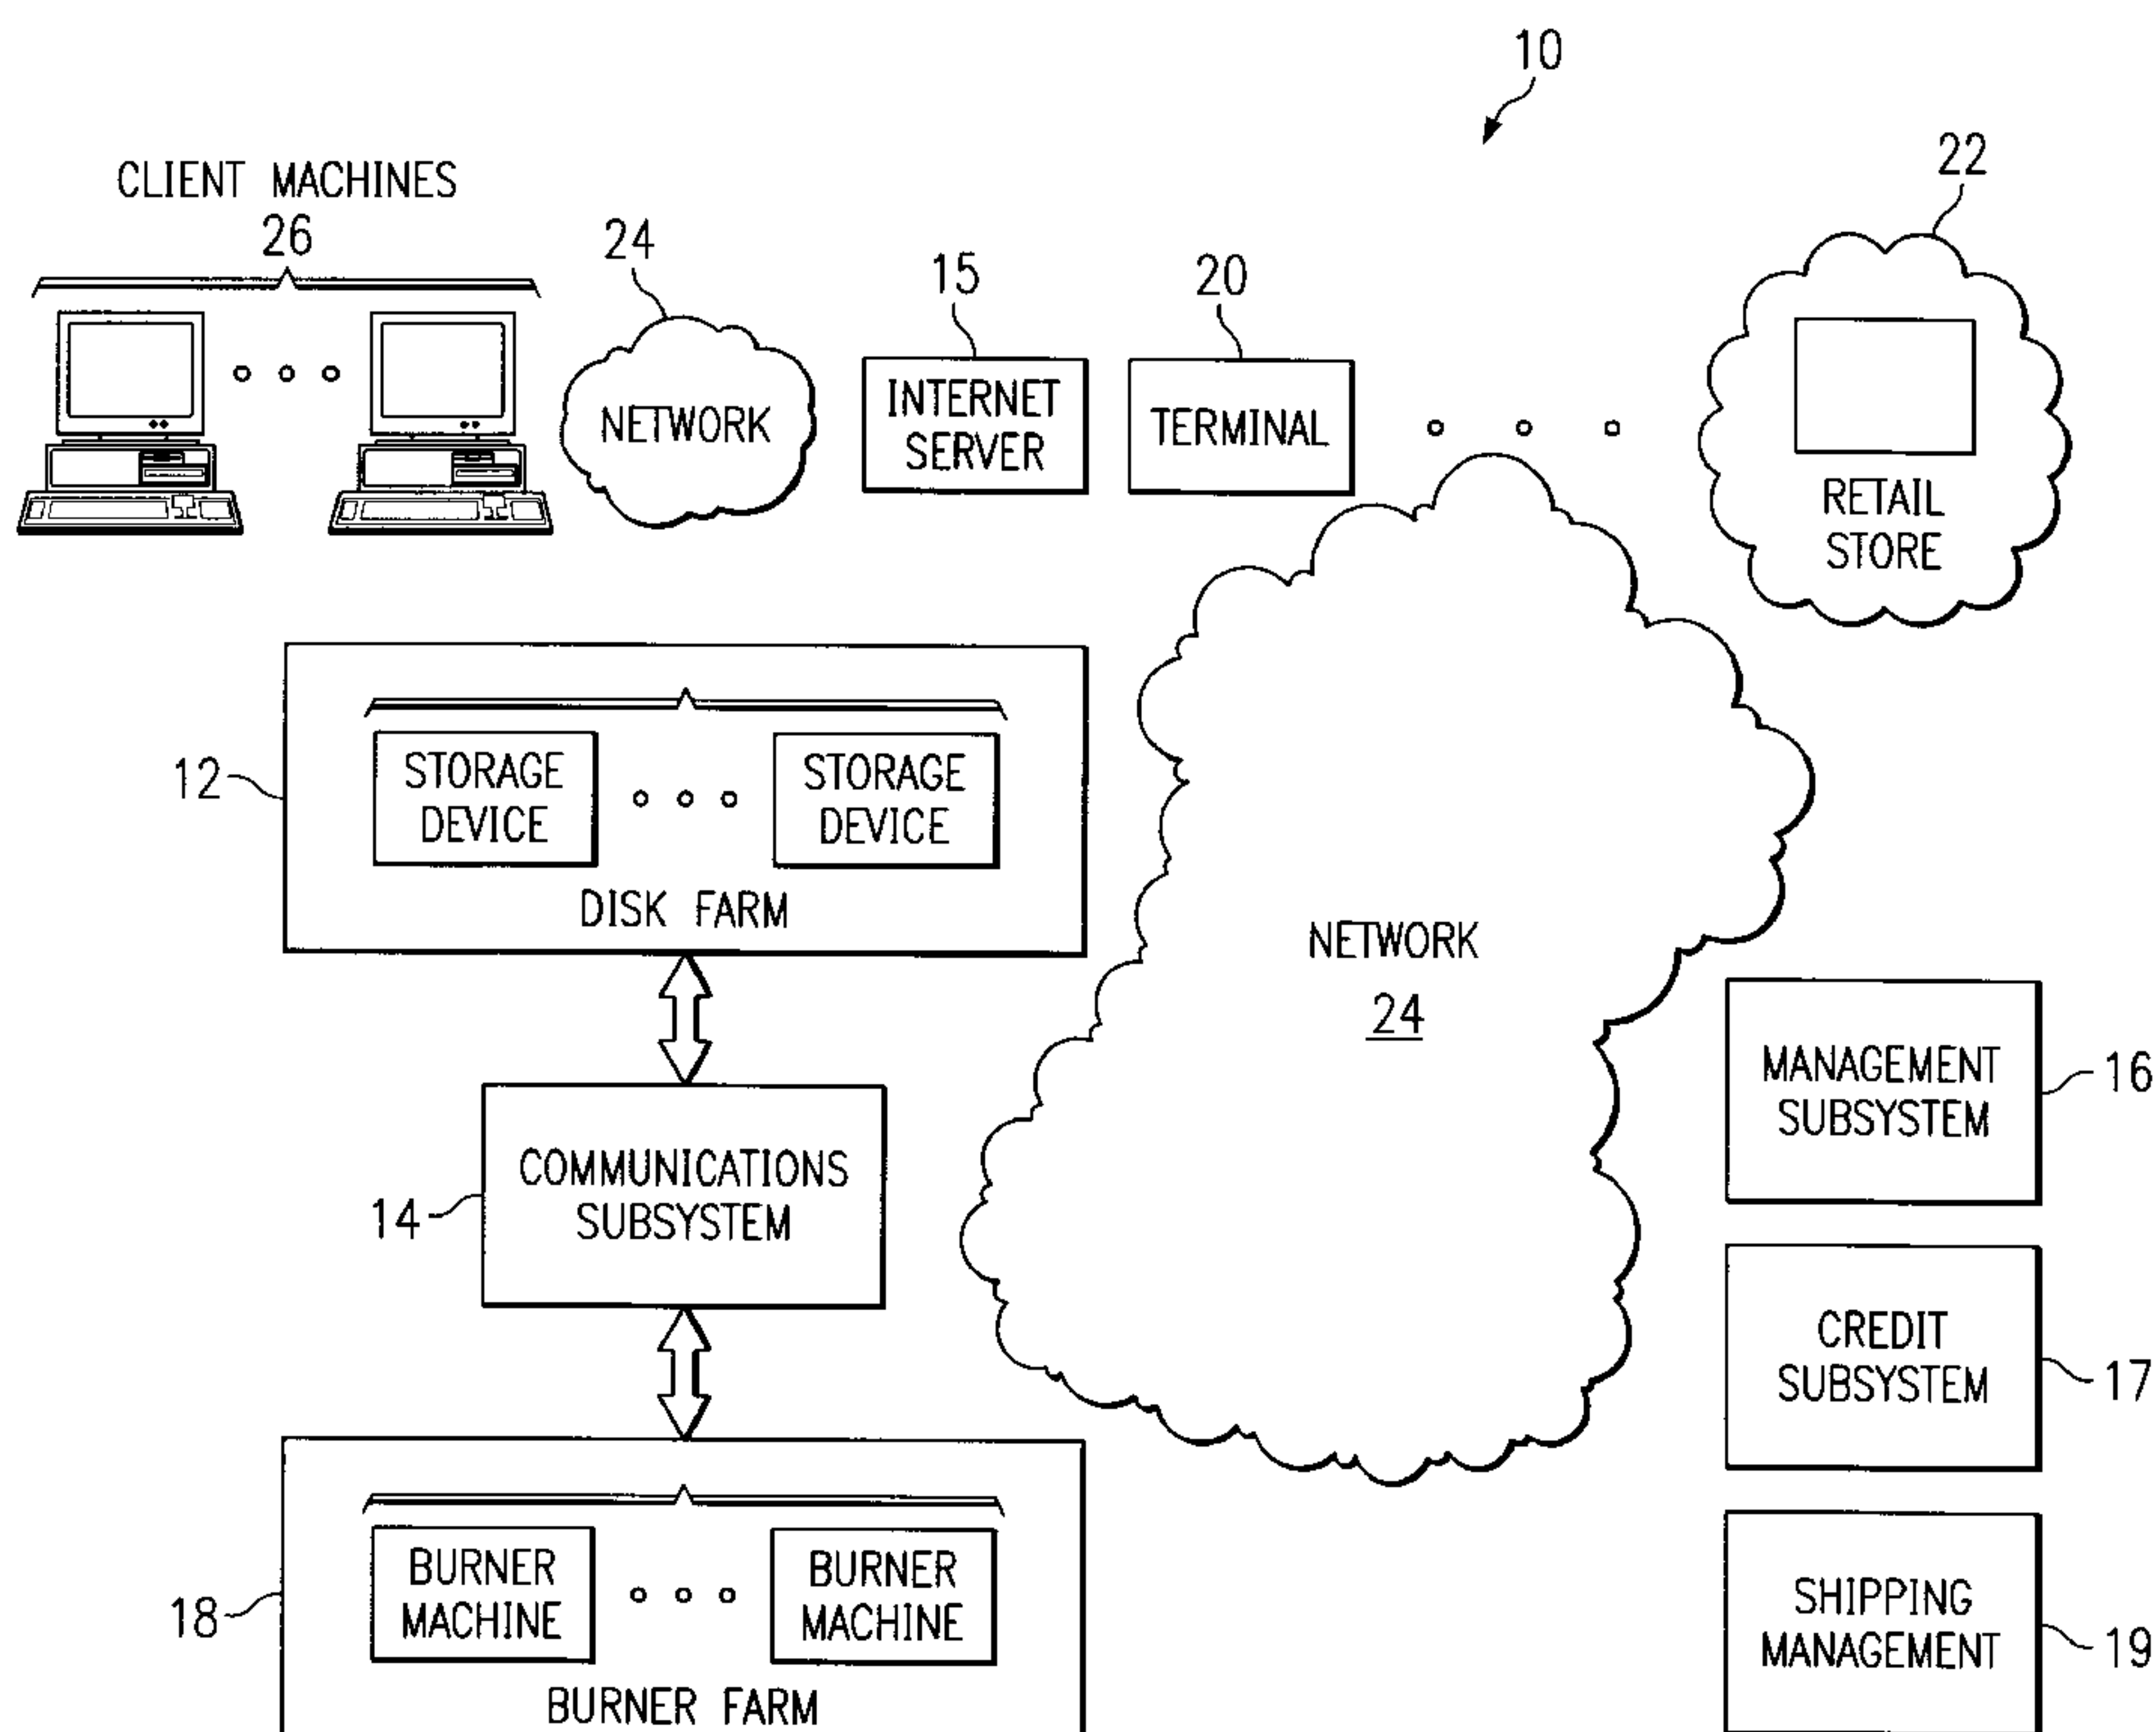 10
22
CLIENT MACHINES
26
24
15
20
NETWORK
INTERNET
SERVER
TERMINAL
RETAIL
STORE
12
STORAGE
DEVICE
STORAGE
DEVICE
DISK FARM
NETWORK
24
MANAGEMENT
SUBSYSTEM
16
COMMUNICATIONS
SUBSYSTEM
14
CREDIT
SUBSYSTEM
17
BURNER
MACHINE
BURNER
MACHINE
18
BURNER FARM
SHIPPING
MANAGEMENT
19